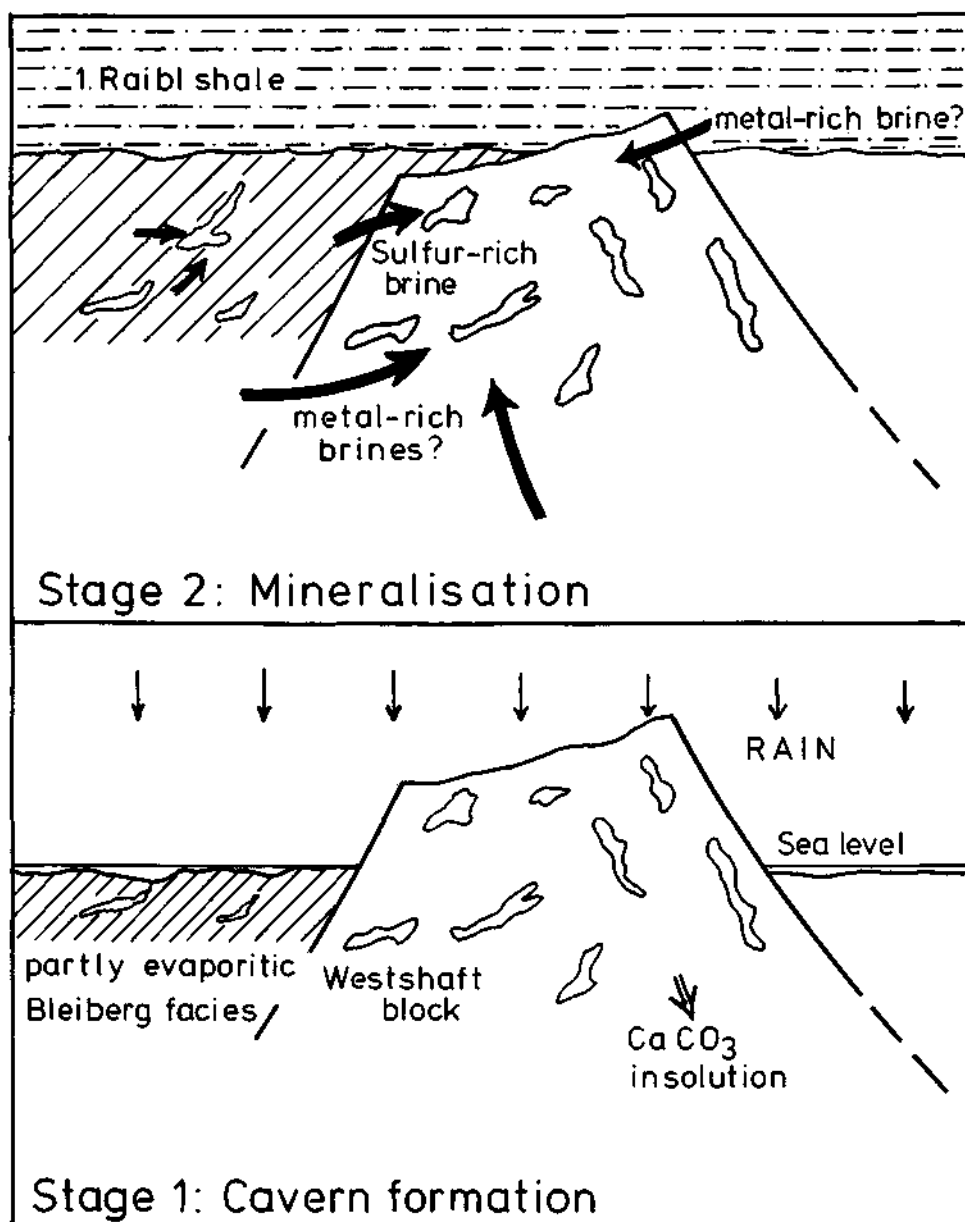 1. Raibl shale
metal-rich brine?
Sulfur-rich
brine
metal-rich
brines?
Stage 2: Mineralisation
RAIN
Sea level
partly evaporitic
Bleiberg facies
Westshaft
block
CaCO₃
insolution
Stage 1: Cavern formation